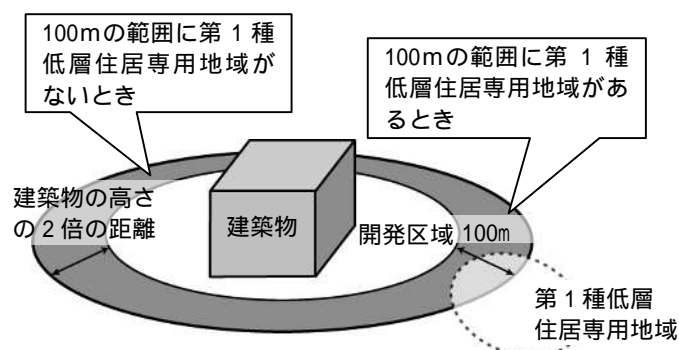 100mの範囲に第１種
低層住居専用地域が
ないとき
100mの範囲に第１種
低層住居専用地域があ
るとき
建築物の高さ
の２倍の距離
建築物
開発区域
100m
第１種低層
住居専用地域